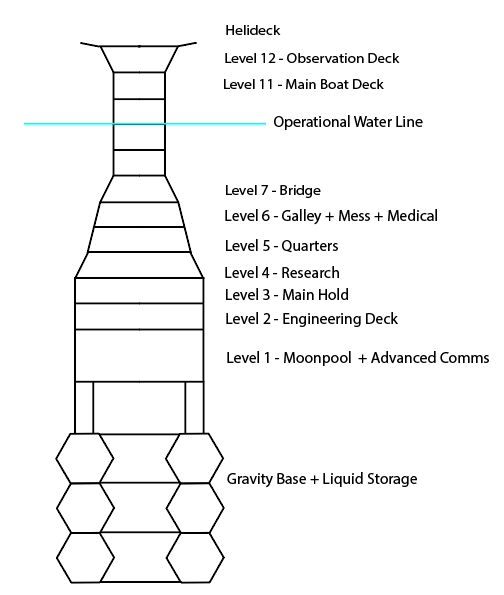 Helideck
Level 12 - Observation Deck
Level 11 - Main Boat Deck
Operational Water Line
Level 7 - Bridge
Level 6 - Galley + Mess + Medical
Level 5 - Quarters
Level 4 - Research
Level 3 - Main Hold
Level 2 - Engineering Deck
Level 1 - Moonpool + Advanced Comms
Gravity Base + Liquid Storage